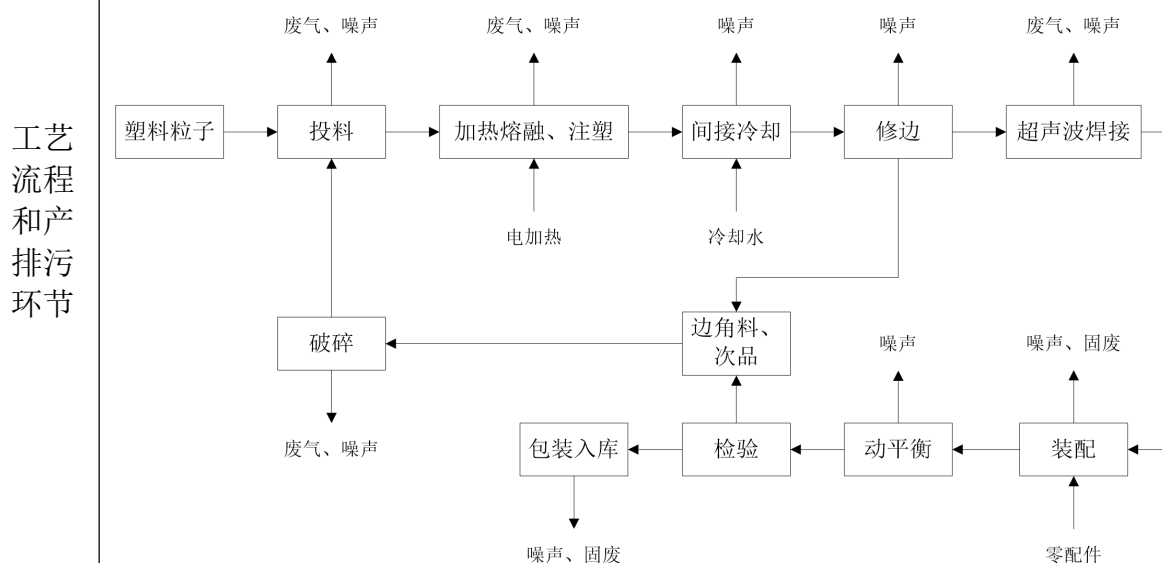 工艺
流程
和产
排污
环节
废气、噪声
废气、噪声
噪声
噪声
废气、噪声
塑料粒子
投料
加热熔融、注塑
间接冷却
修边
超声波焊接
电加热
冷却水
破碎
边角料、
次品
噪声
噪声、固废
废气、噪声
包装入库
检验
动平衡
装配
噪声、固废
零配件